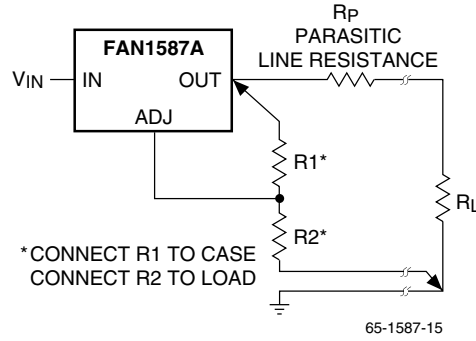 RP
PARASITIC
LINE RESISTANCE
FAN1587A
VIN
IN
OUT
ADJ
R1*
RL
R2*
*CONNECT R1 TO CASE
CONNECT R2 TO LOAD
65-1587-15